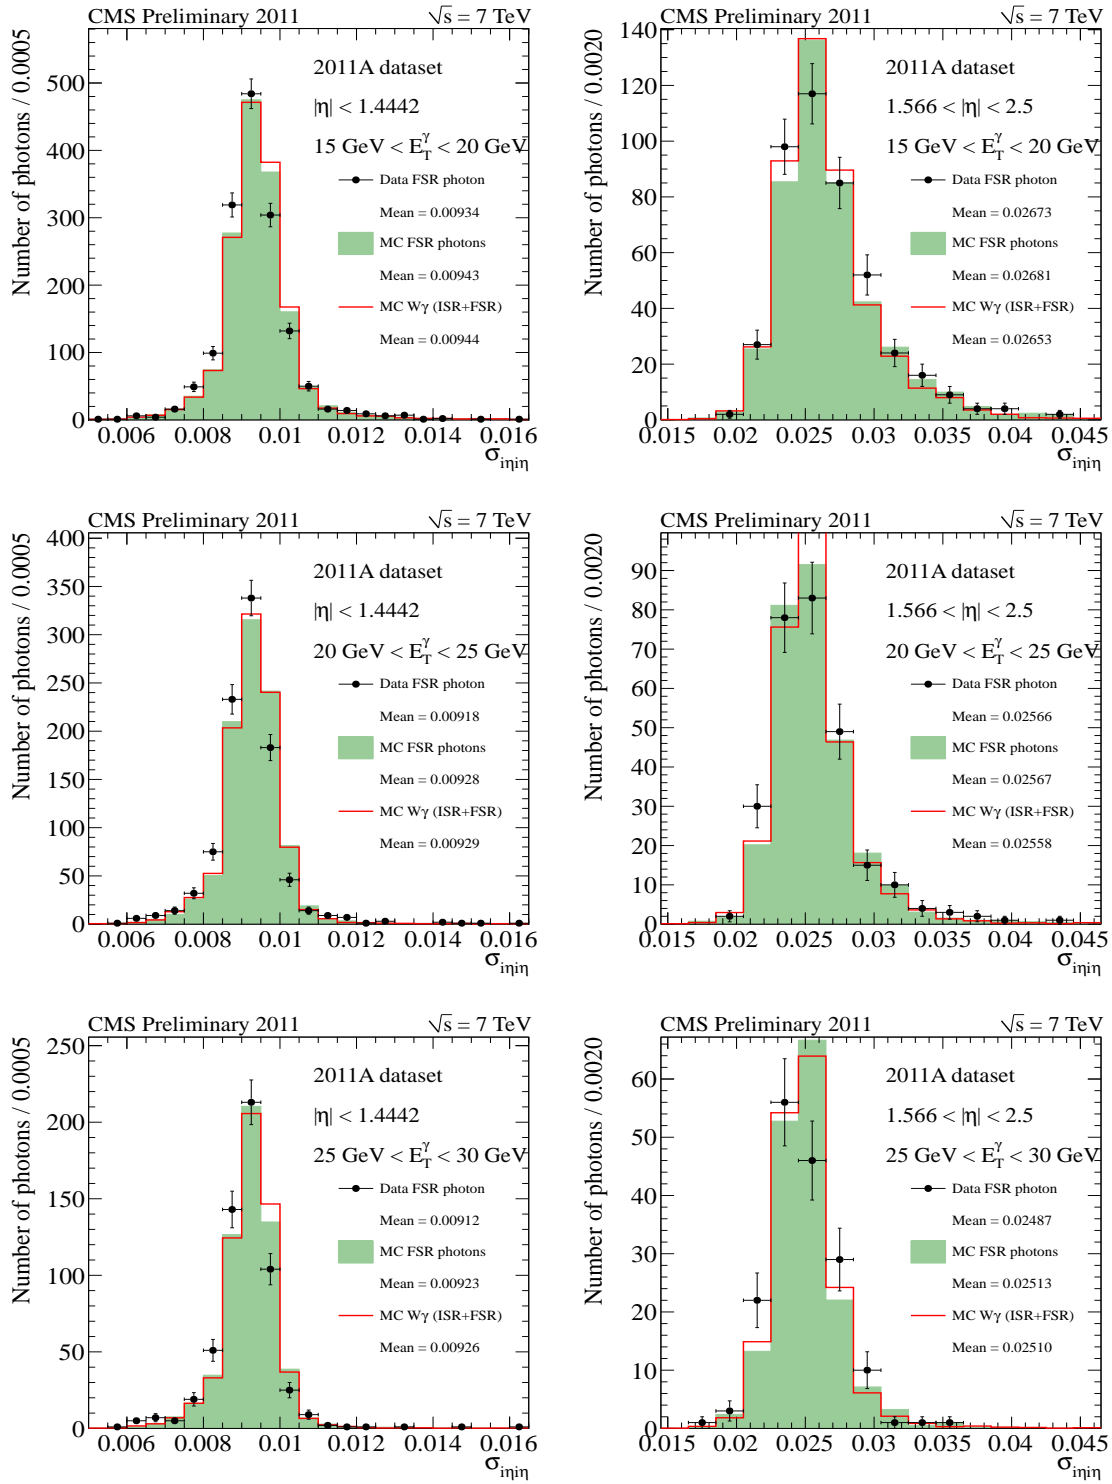 CMS Preliminary 2011 √s = 7 TeV
Number of photons / 0.0005
500
400
300
200
100
0
2011A dataset
|η| < 1.4442
15 GeV < E_T^γ < 20 GeV
Data FSR photon
Mean = 0.00934
MC FSR photons
Mean = 0.00943
MC Wγ (ISR+FSR)
Mean = 0.00944
0.006 0.008 0.01 0.012 0.014 0.016
σ_iηiη
CMS Preliminary 2011 √s = 7 TeV
Number of photons / 0.0020
140
120
100
80
60
40
20
0
2011A dataset
1.566 < |η| < 2.5
15 GeV < E_T^γ < 20 GeV
Data FSR photon
Mean = 0.02673
MC FSR photons
Mean = 0.02681
MC Wγ (ISR+FSR)
Mean = 0.02653
0.015 0.02 0.025 0.03 0.035 0.04 0.045
σ_iηiη
CMS Preliminary 2011 √s = 7 TeV
Number of photons / 0.0005
400
350
300
250
200
150
100
50
0
2011A dataset
|η| < 1.4442
20 GeV < E_T^γ < 25 GeV
Data FSR photon
Mean = 0.00918
MC FSR photons
Mean = 0.00928
MC Wγ (ISR+FSR)
Mean = 0.00929
0.006 0.008 0.01 0.012 0.014 0.016
σ_iηiη
CMS Preliminary 2011 √s = 7 TeV
Number of photons / 0.0020
90
80
70
60
50
40
30
20
10
0
2011A dataset
1.566 < |η| < 2.5
20 GeV < E_T^γ < 25 GeV
Data FSR photon
Mean = 0.02566
MC FSR photons
Mean = 0.02567
MC Wγ (ISR+FSR)
Mean = 0.02558
0.015 0.02 0.025 0.03 0.035 0.04 0.045
σ_iηiη
CMS Preliminary 2011 √s = 7 TeV
Number of photons / 0.0005
250
200
150
100
50
0
2011A dataset
|η| < 1.4442
25 GeV < E_T^γ < 30 GeV
Data FSR photon
Mean = 0.00912
MC FSR photons
Mean = 0.00923
MC Wγ (ISR+FSR)
Mean = 0.00926
0.006 0.008 0.01 0.012 0.014 0.016
σ_iηiη
CMS Preliminary 2011 √s = 7 TeV
Number of photons / 0.0020
60
50
40
30
20
10
0
2011A dataset
1.566 < |η| < 2.5
25 GeV < E_T^γ < 30 GeV
Data FSR photon
Mean = 0.02487
MC FSR photons
Mean = 0.02513
MC Wγ (ISR+FSR)
Mean = 0.02510
0.015 0.02 0.025 0.03 0.035 0.04 0.045
σ_iηiη